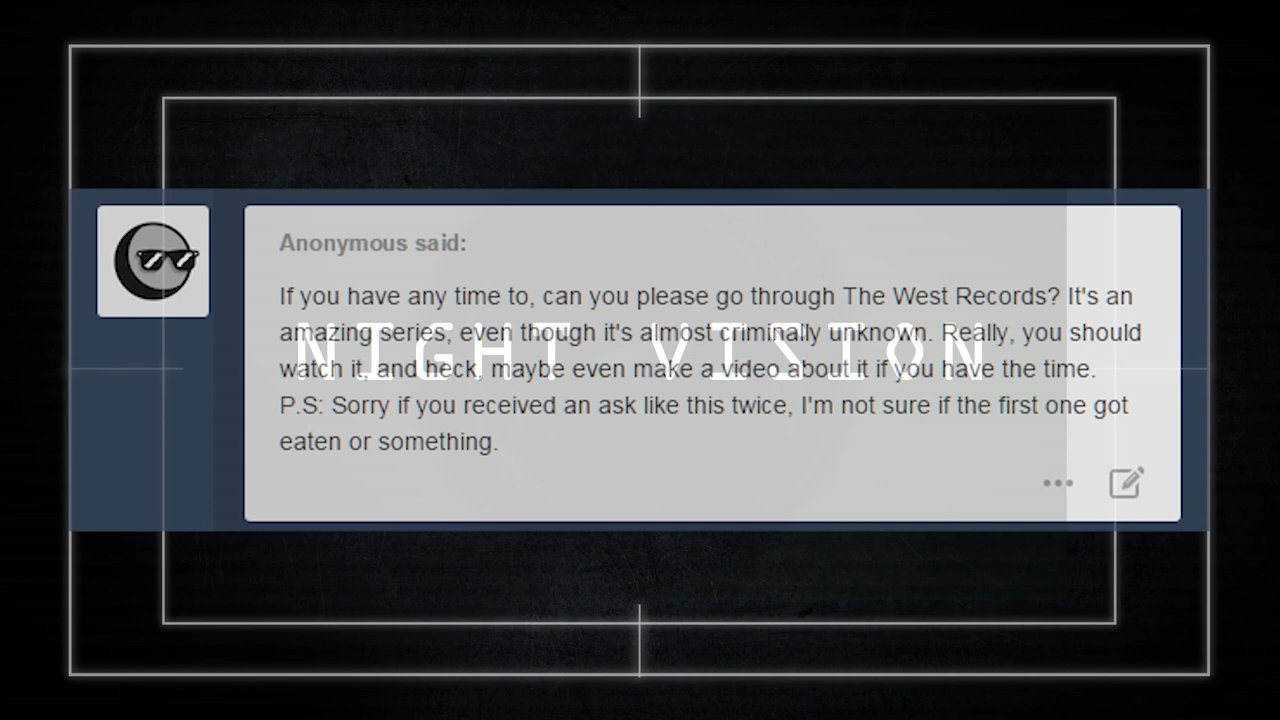 Anonymous said:
If you have any time to, can you please go through The West Records? It's an
amazing series, even though it's almost criminally unknown. Really, you should
NIGHT VISION
watch it, and heck, maybe even make a video about it if you have the time.
P.S: Sorry if you received an ask like this twice, I'm not sure if the first one got
eaten or something.